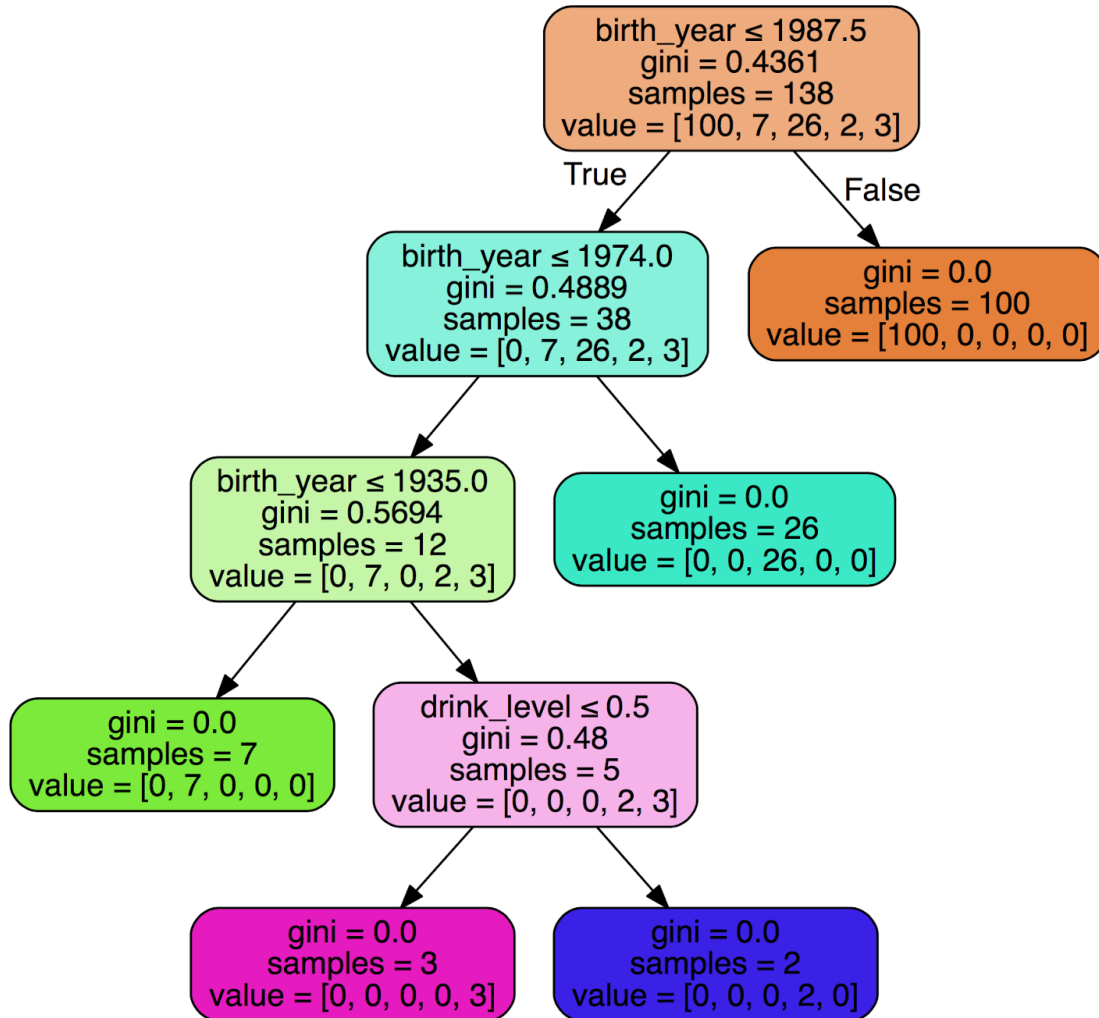 birth_year ≤ 1987.5
gini = 0.4361
samples = 138
value = [100, 7, 26, 2, 3]
True
False
birth_year ≤ 1974.0
gini = 0.4889
samples = 38
value = [0, 7, 26, 2, 3]
gini = 0.0
samples = 100
value = [100, 0, 0, 0, 0]
birth_year ≤ 1935.0
gini = 0.5694
samples = 12
value = [0, 7, 0, 2, 3]
gini = 0.0
samples = 26
value = [0, 0, 26, 0, 0]
gini = 0.0
samples = 7
value = [0, 7, 0, 0, 0]
drink_level ≤ 0.5
gini = 0.48
samples = 5
value = [0, 0, 0, 2, 3]
gini = 0.0
samples = 3
value = [0, 0, 0, 0, 3]
gini = 0.0
samples = 2
value = [0, 0, 0, 2, 0]